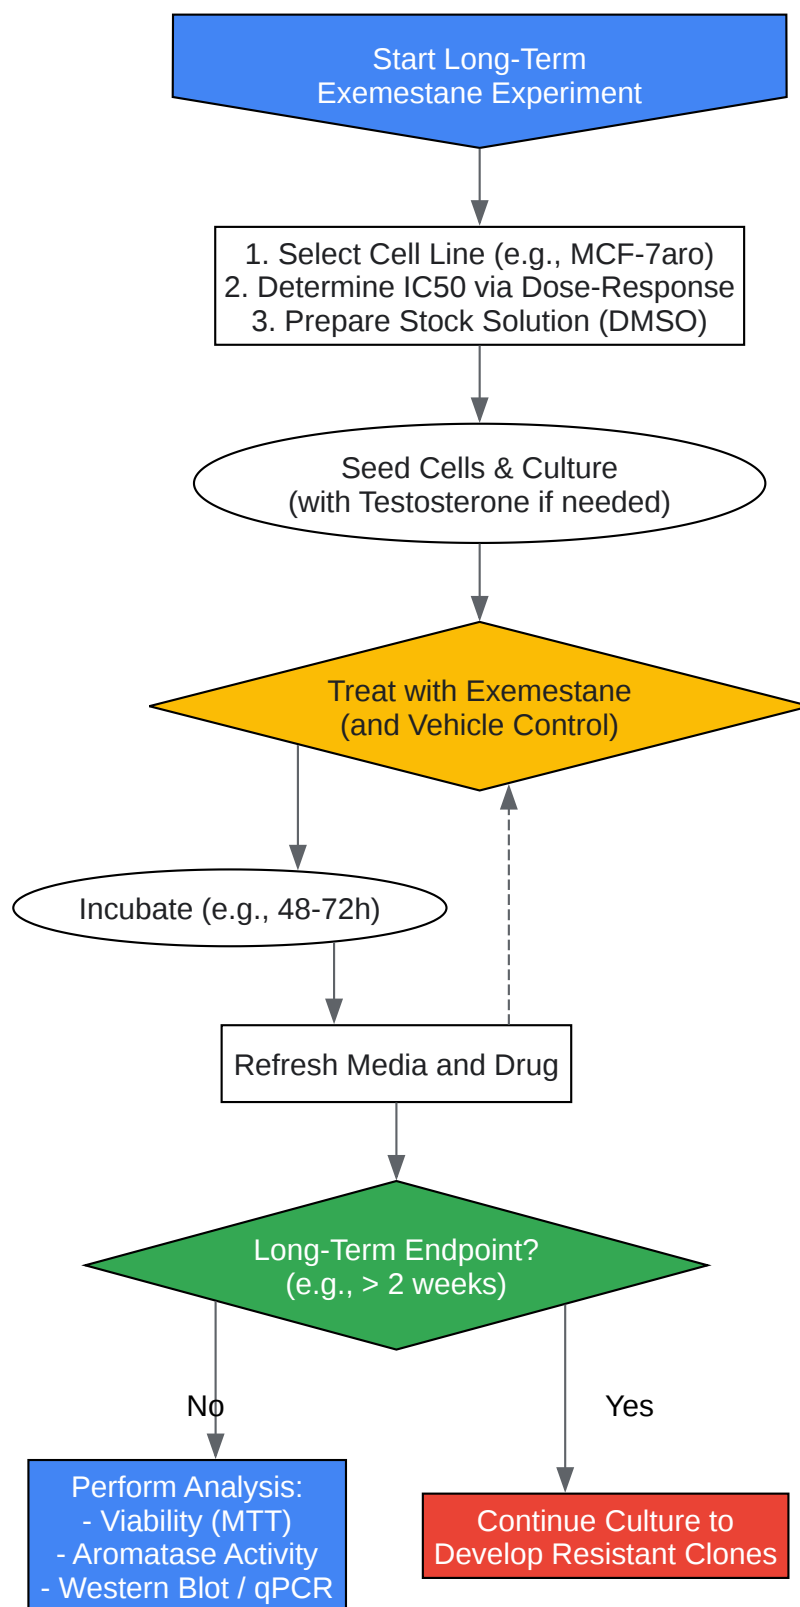 Start Long-Term
Exemestane Experiment
1. Select Cell Line (e.g., MCF-7aro)
2. Determine IC50 via Dose-Response
3. Prepare Stock Solution (DMSO)
Seed Cells & Culture
(with Testosterone if needed)
Treat with Exemestane
(and Vehicle Control)
Incubate (e.g., 48-72h)
Refresh Media and Drug
Long-Term Endpoint?
(e.g., > 2 weeks)
No
Yes
Perform Analysis:
- Viability (MTT)
- Aromatase Activity
- Western Blot / qPCR
Continue Culture to
Develop Resistant Clones